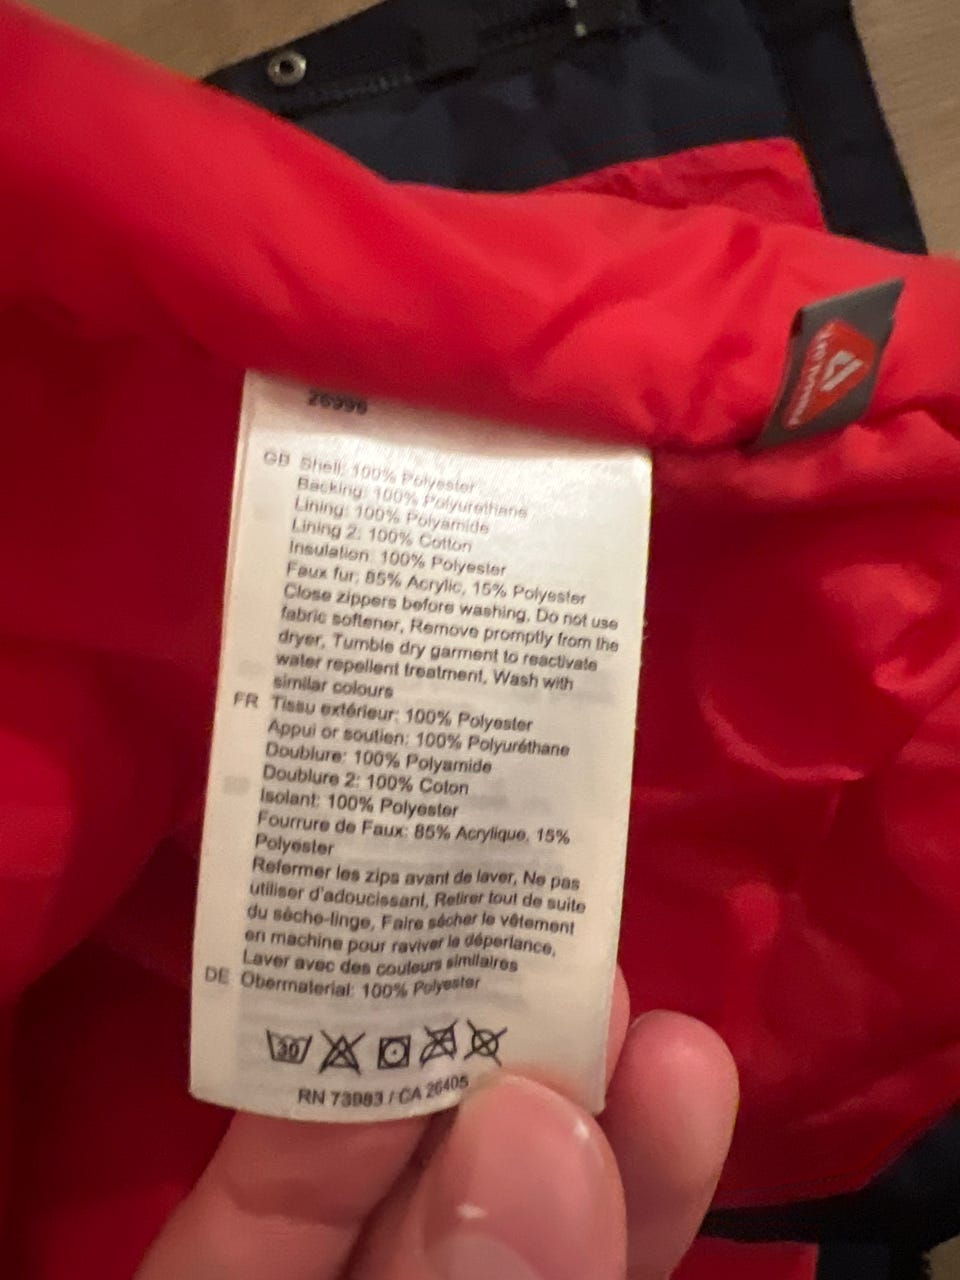 26996
GB Shell: 100% Polyester
Backing: 100% Polyurethane
Lining: 100% Polyamide
Lining 2: 100% Cotton
Insulation: 100% Polyester
Faux fur: 85% Acrylic, 15% Polyester
Close zippers before washing, Do not use
fabric softener, Remove promptly from the
dryer, Tumble dry garment to reactivate
water repellent treatment, Wash with
similar colours
FR Tissu extérieur: 100% Polyester
Appui or soutien: 100% Polyuréthane
Doublure: 100% Polyamide
Doublure 2: 100% Coton
Isolant: 100% Polyester
Fourrure de Faux: 85% Acrylique, 15%
Polyester
Refermer les zips avant de laver, Ne pas
utiliser d'adoucissant, Retirer tout de suite
du sèche-linge, Faire sécher le vêtement
en machine pour raviver la déperlance,
Laver avec des couleurs similaires
DE Obermaterial: 100% Polyester
30
RN 73983 / CA 26405
PRIMALOFT